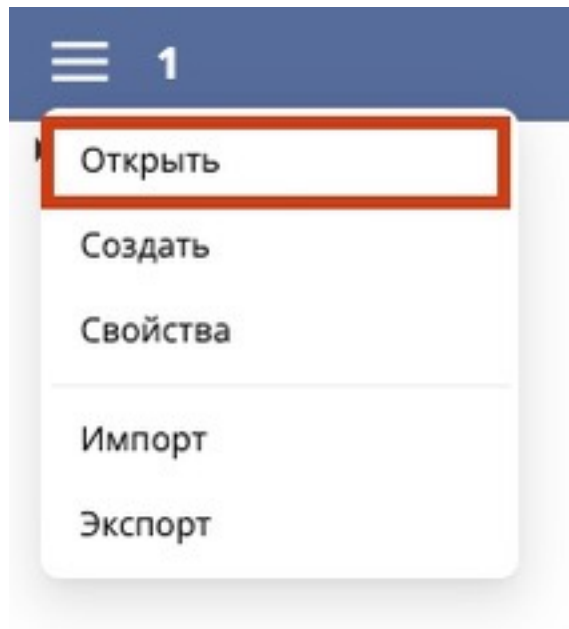 1
Открыть
Создать
Свойства
Импорт
Экспорт